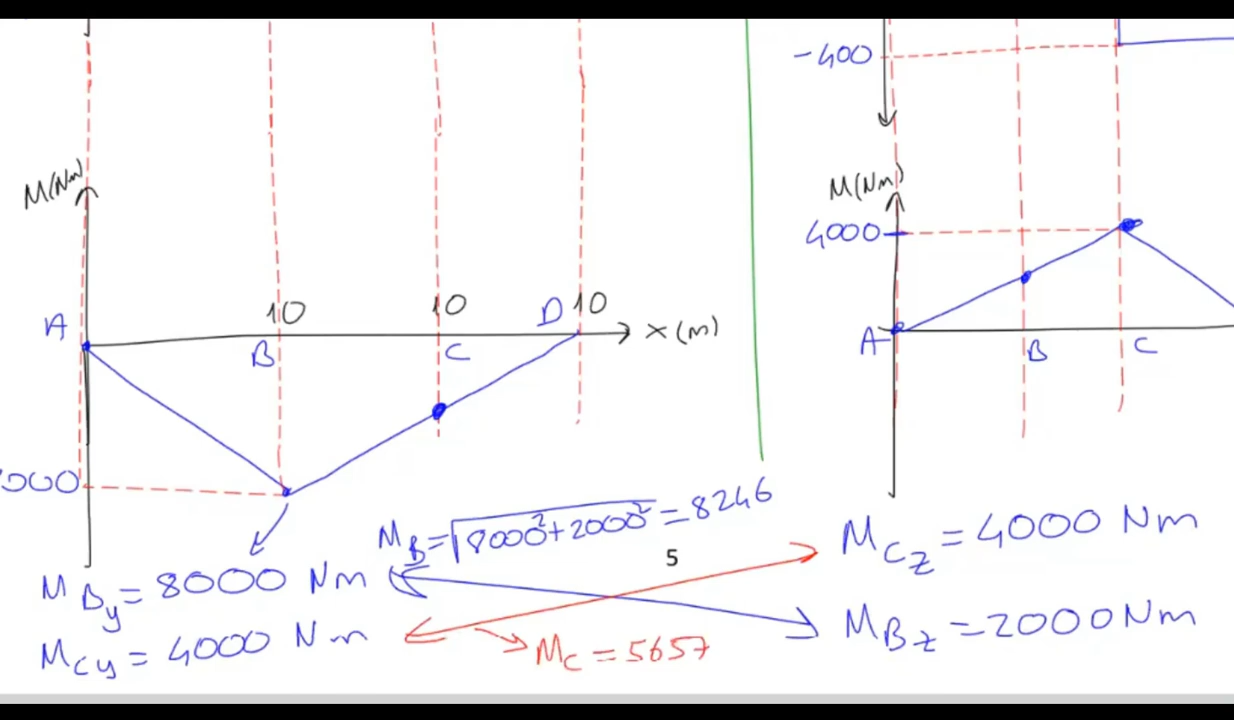 -400
M(Nm)
M(Nm)
4000
10
10
D 10
A
B
C
x (m)
A
B
C
000
M_B = √8000² + 2000² = 8246
5
M_Cz = 4000 Nm
M_By = 8000 Nm
M_Bz = 2000 Nm
M_Cy = 4000 Nm
M_C = 5657